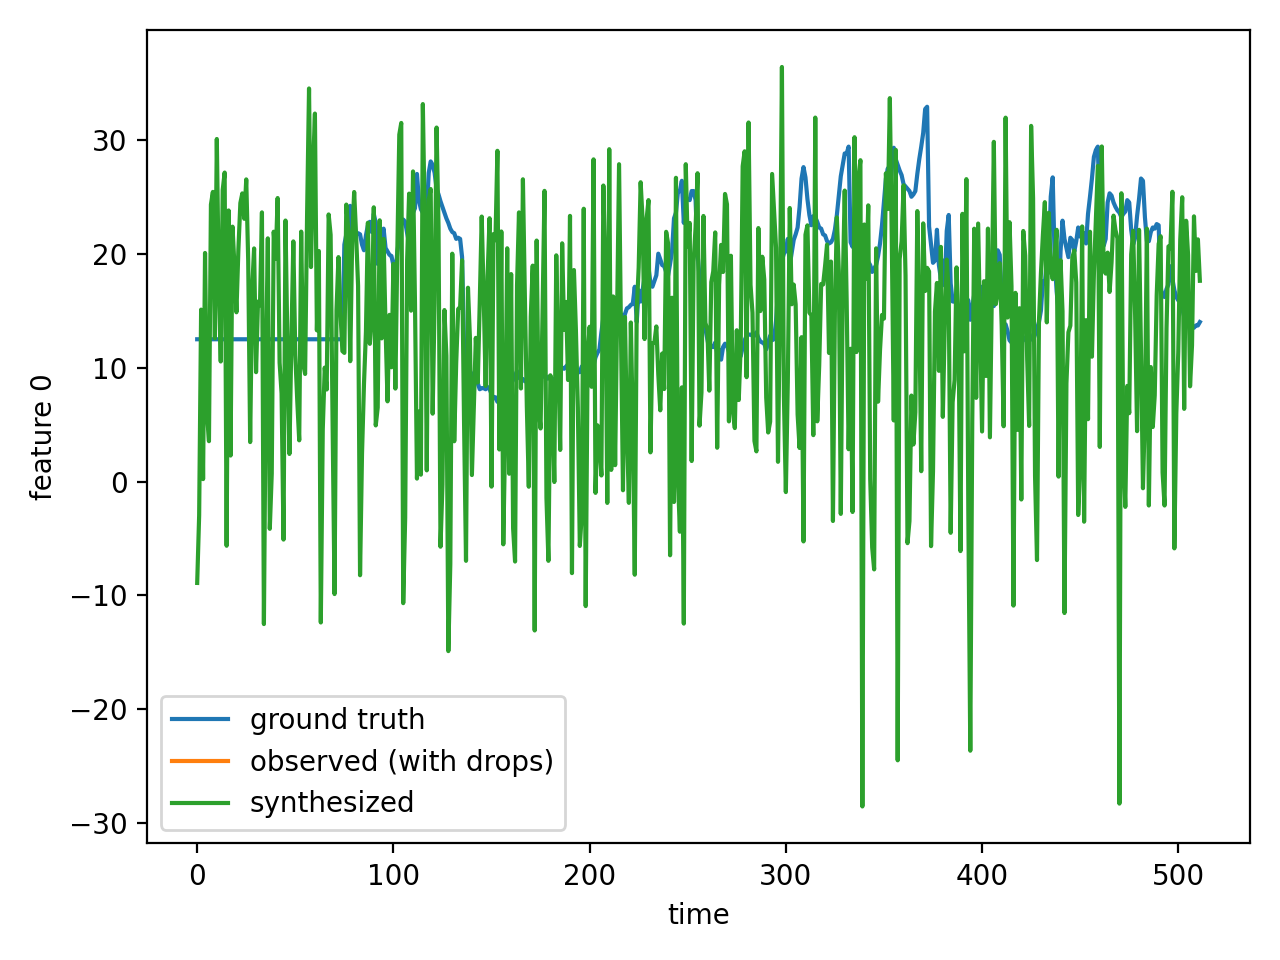 30
20
10
0
−10
−20
−30
feature 0
ground truth
observed (with drops)
synthesized
0 100 200 300 400 500
time